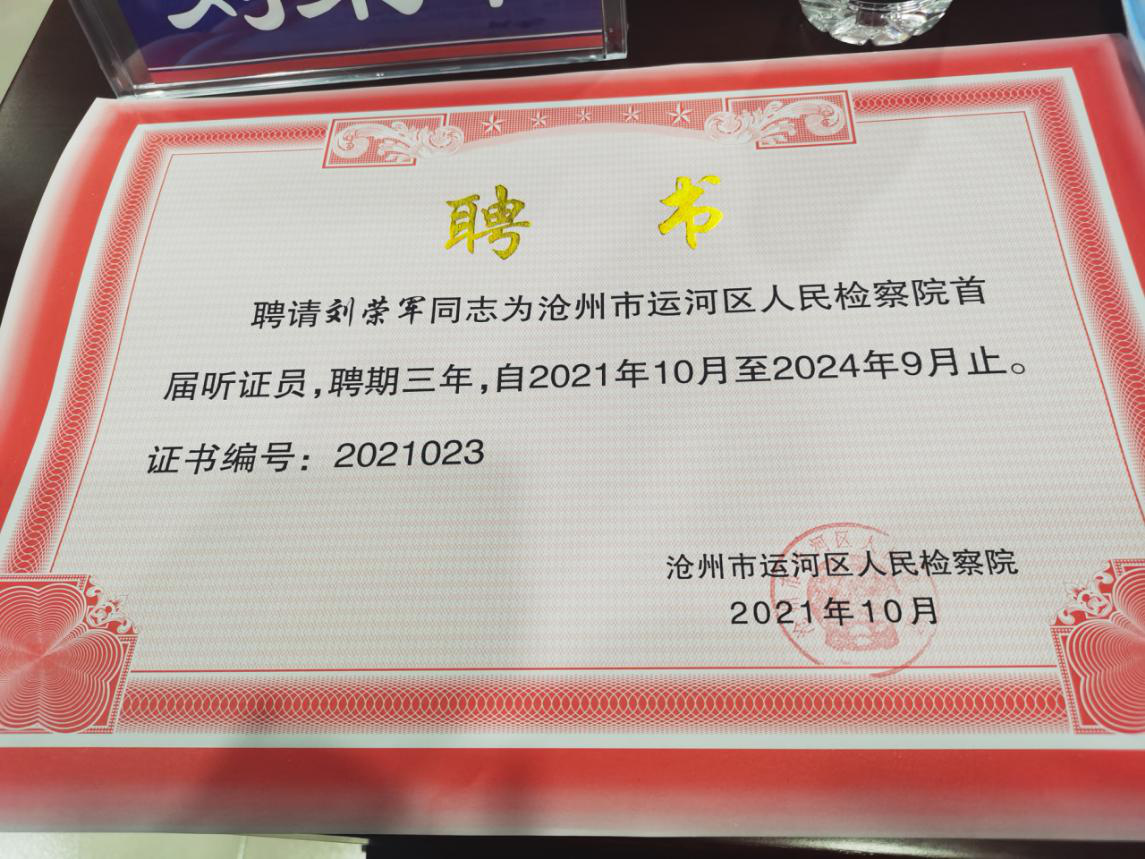 刘荣军
聘 书
聘请刘荣军同志为沧州市运河区人民检察院首
届听证员,聘期三年,自2021年10月至2024年9月止。
证书编号: 2021023
沧州市运河区人民检察院
2021年10月